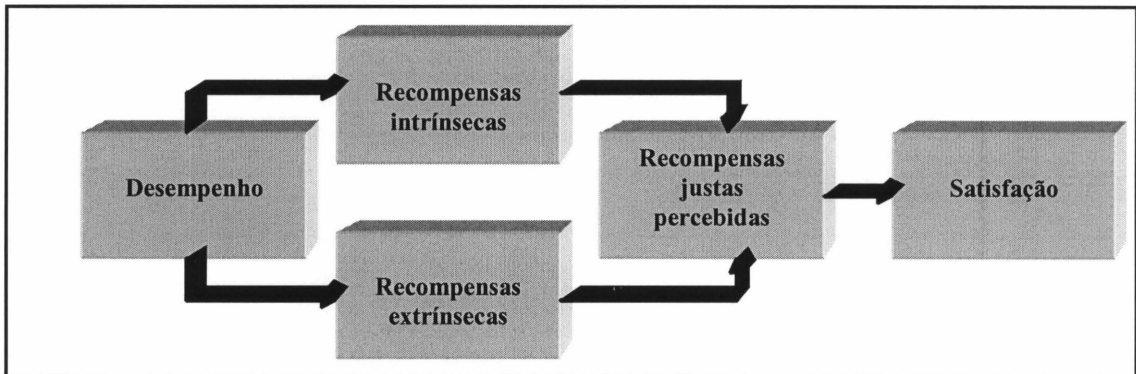 Desempenho
Recompensas
intrínsecas
Recompensas
extrínsecas
Recompensas
justas
percebidas
Satisfação